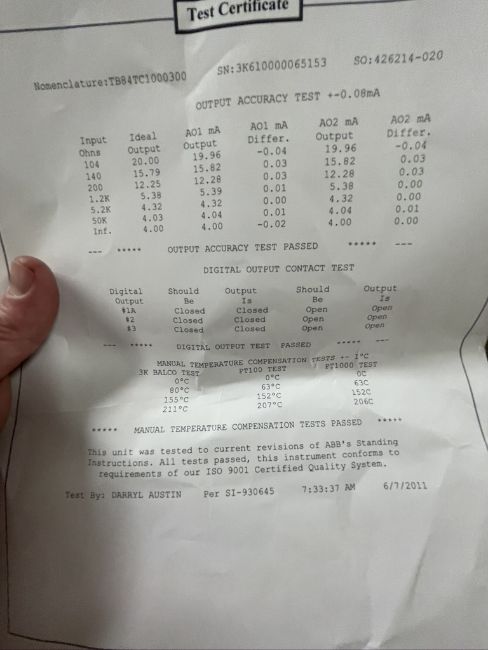 Test Certificate
Nomenclature:TB84TC1000300 SN:3K610000065153 SO:426214-020
OUTPUT ACCURACY TEST +-0.08mA
Input Ideal AO1 mA AO1 mA AO2 mA AO2 mA
Ohns Output Output Differ. Output Differ.
104 20.00 19.96 -0.04 19.96 -0.04
140 15.79 15.82 0.03 15.82 0.03
200 12.25 12.28 0.03 12.28 0.03
1.2K 5.38 5.39 0.01 5.38 0.00
5.2K 4.32 4.32 0.00 4.32 0.00
50K 4.03 4.04 0.01 4.04 0.01
Inf. 4.00 4.00 -0.02 4.00 0.00
--- ***** OUTPUT ACCURACY TEST PASSED ***** ---
DIGITAL OUTPUT CONTACT TEST
Digital Should Output Should Output
Output Be Is Be Is
#1A Closed Closed Open Open
#2 Closed Closed Open Open
#3 Closed Closed Open Open
--- ***** DIGITAL OUTPUT TEST PASSED ***** ---
MANUAL TEMPERATURE COMPENSATION TESTS +- 1°C
3K BALCO TEST PT100 TEST PT1000 TEST
0°C 0°C 0C
80°C 63°C 63C
155°C 152°C 152C
211°C 207°C 206C
***** MANUAL TEMPERATURE COMPENSATION TESTS PASSED *****
This unit was tested to current revisions of ABB's Standing
Instructions. All tests passed, this instrument conforms to
requirements of our ISO 9001 Certified Quality System.
Test By: DARRYL AUSTIN Per SI-930645 7:33:37 AM 6/7/2011